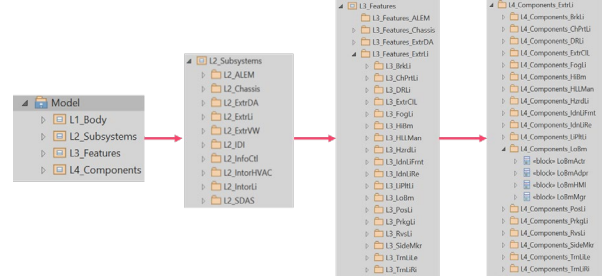 Model
L1_Body
L2_Subsystems
L3_Features
L4_Components
L2_Subsystems
L2_ALEM
L2_Chassis
L2_ExtrDA
L2_ExtrLi
L2_ExtrVW
L2_IDI
L2_InfoCtl
L2_IntorHVAC
L2_IntorLi
L2_SDAS
L3_Features
L3_Features_ALEM
L3_Features_Chassis
L3_Features_ExtrDA
L3_Features_ExtrLi
L3_BrkLi
L3_ChPrtLi
L3_DRLi
L3_ExtrCIL
L3_FogLi
L3_HiBm
L3_HLLMan
L3_HzrdLi
L3_IdnLiFrnt
L3_IdnLiRe
L3_LiPltLi
L3_LoBm
L3_PosLi
L3_PrkgLi
L3_RvsLi
L3_SideMkr
L3_TrnLiLe
L3_TrnLiRi
L4_Components_ExtrLi
L4_Components_BrkLi
L4_Components_ChPrtLi
L4_Components_DRLi
L4_Components_ExtrCIL
L4_Components_FogLi
L4_Components_HiBm
L4_Components_HLLMan
L4_Components_HzrdLi
L4_Components_IdnLiFrnt
L4_Components_IdnLiRe
L4_Components_LiPltLi
L4_Components_LoBm
«block» LoBmActr
«block» LoBmAdpr
«block» LoBmHMI
«block» LoBmMgr
L4_Components_PosLi
L4_Components_PrkgLi
L4_Components_RvsLi
L4_Components_SideMkr
L4_Components_TrnLiLe
L4_Components_TrnLiRi